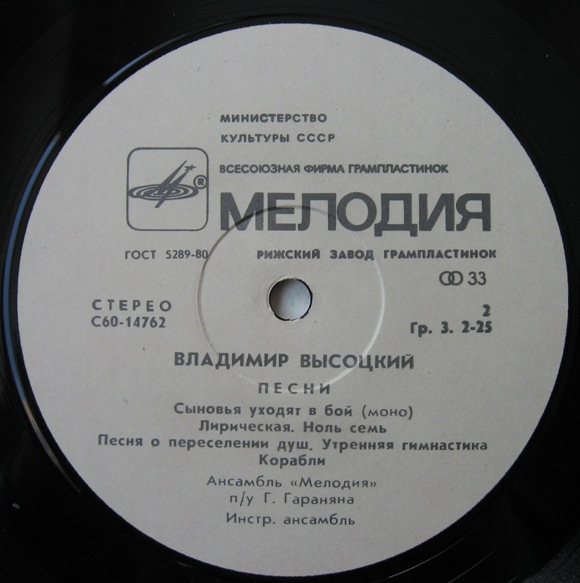 МИНИСТЕРСТВО
КУЛЬТУРЫ СССР
ВСЕСОЮЗНАЯ ФИРМА ГРАМПЛАСТИНОК
® МЕЛОДИЯ
ГОСТ 5289-80 РИЖСКИЙ ЗАВОД ГРАМПЛАСТИНОК
33
СТЕРЕО 2
С60-14762 Гр. 3. 2-25
ВЛАДИМИР ВЫСОЦКИЙ
ПЕСНИ
Сыновья уходят в бой (моно)
Лирическая. Ноль семь
Песня о переселении душ. Утренняя гимнастика
Корабли
Ансамбль «Мелодия»
п/у Г. Гараняна
Инстр. ансамбль